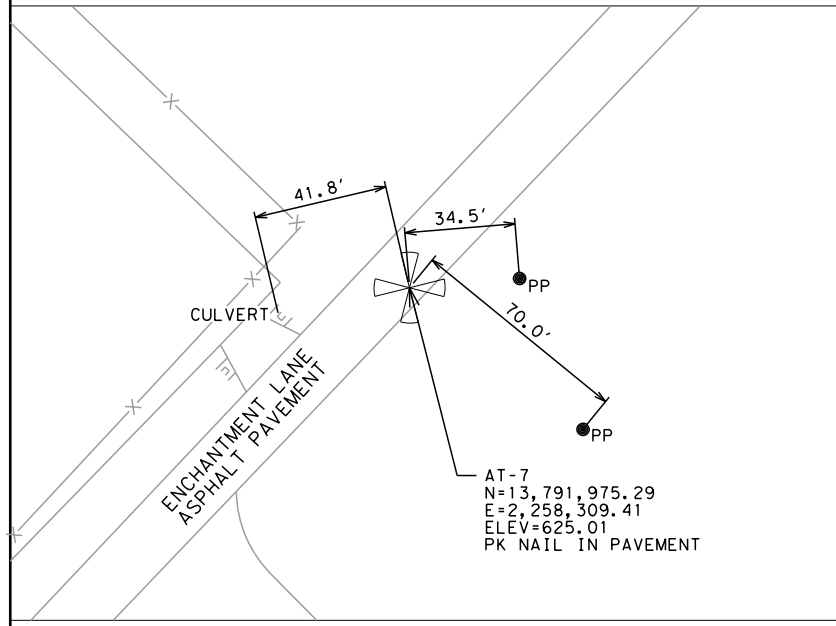 41.8'
34.5'
PP
70.0'
CULVERT
PP
ENCHANTMENT LANE
ASPHALT PAVEMENT
AT-7
N=13,791,975.29
E=2,258,309.41
ELEV=625.01
PK NAIL IN PAVEMENT